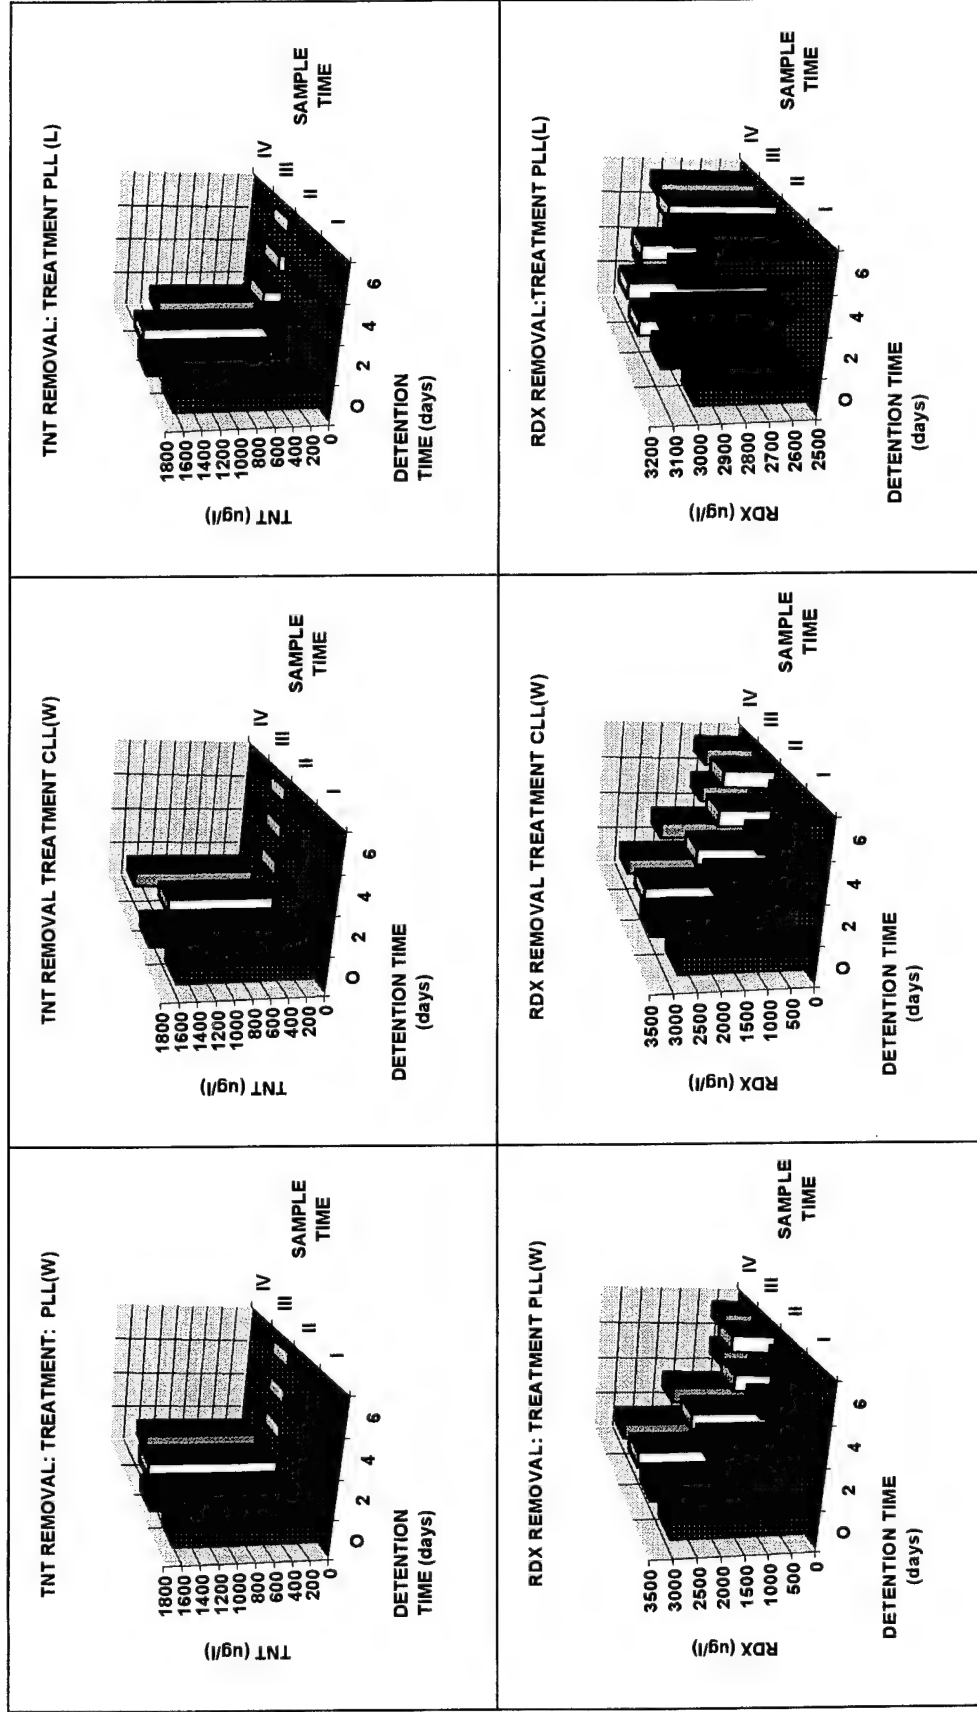 TNT REMOVAL: TREATMENT: PLL(W)
TNT (ug/l)
1800
1600
1400
1200
1000
800
600
400
200
0
O
2
4
6
I
II
III
IV
DETENTION
TIME (days)
SAMPLE
TIME
TNT REMOVAL TREATMENT CLL(W)
TNT (ug/l)
1800
1600
1400
1200
1000
800
600
400
200
0
O
2
4
6
I
II
III
IV
DETENTION TIME
(days)
SAMPLE
TIME
TNT REMOVAL: TREATMENT PLL (L)
TNT (ug/l)
1800
1600
1400
1200
1000
800
600
400
200
0
O
2
4
6
I
II
III
IV
DETENTION
TIME (days)
SAMPLE
TIME
RDX REMOVAL: TREATMENT PLL(W)
RDX (ug/l)
3500
3000
2500
2000
1500
1000
500
0
O
2
4
6
I
II
III
IV
DETENTION TIME
(days)
SAMPLE
TIME
RDX REMOVAL TREATMENT CLL(W)
RDX (ug/l)
3500
3000
2500
2000
1500
1000
500
0
O
2
4
6
I
II
III
IV
DETENTION TIME
(days)
SAMPLE
TIME
RDX REMOVAL:TREATMENT PLL(L)
RDX (ug/l)
3200
3100
3000
2900
2800
2700
2600
2500
O
2
4
6
I
II
III
IV
DETENTION TIME
(days)
SAMPLE
TIME